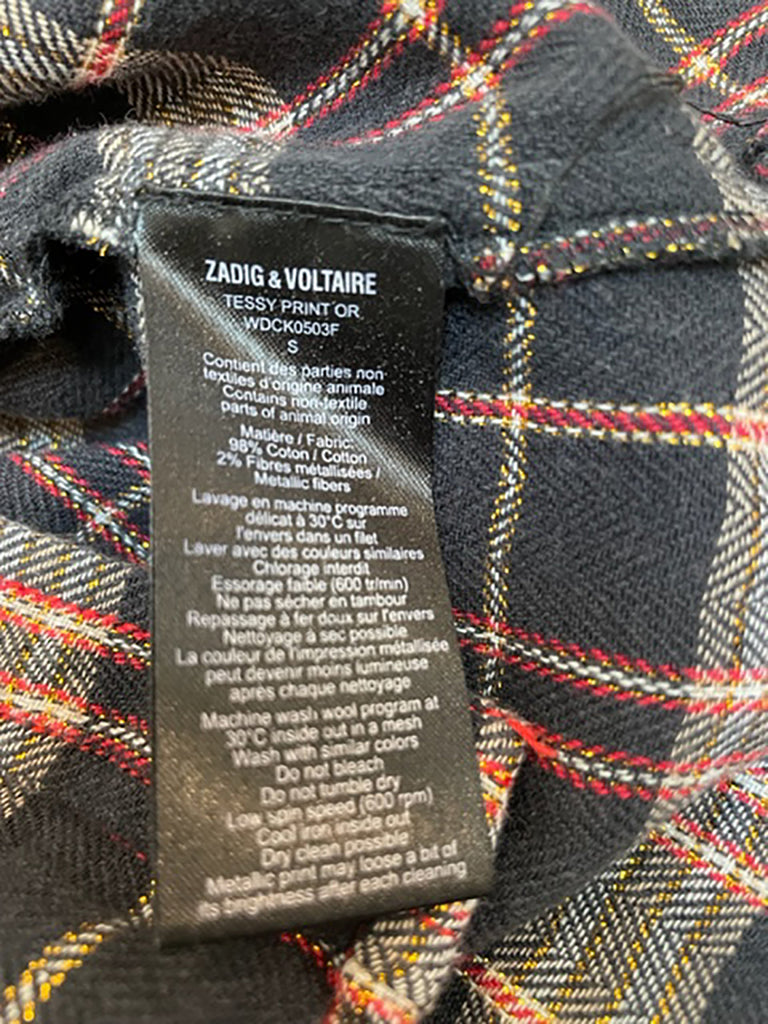 ZADIG & VOLTAIRE
TESSY PRINT OR
WDCK0503F
S
Contient des parties non-
textiles d'origine animale
Contains non-textile
parts of animal origin
Matière / Fabric:
98% Coton / Cotton
2% Fibres métallisées /
Metallic fibers
Lavage en machine programme
délicat à 30°C sur
l'envers dans un filet
Laver avec des couleurs similaires
Chlorage interdit
Essorage faible (600 tr/min)
Ne pas sécher en tambour
Repassage à fer doux sur l'envers
Nettoyage à sec possible
La couleur de l'impression métallisée
peut devenir moins lumineuse
après chaque nettoyage
Machine wash wool program at
30°C inside out in a mesh
Wash with similar colors
Do not bleach
Do not tumble dry
Low spin speed (600 rpm)
Cool iron inside out
Dry clean possible
Metallic print may loose a bit of
its brightness after each cleaning